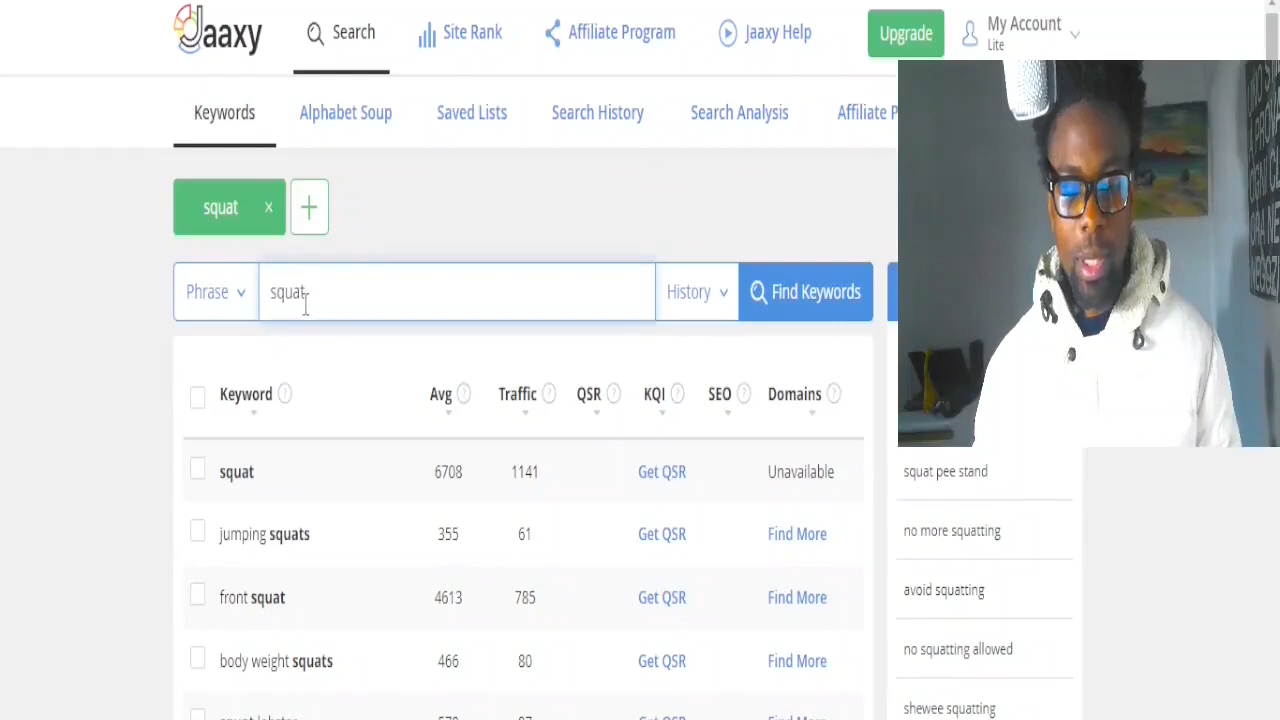 Jaaxy
Search
Site Rank
Affiliate Program
Jaaxy Help
Upgrade
My Account
Lite
Keywords
Alphabet Soup
Saved Lists
Search History
Search Analysis
Affiliate P
squat ×
+
Phrase
squat
History
Find Keywords
Keyword ? Avg ? Traffic ? QSR ? KQI ? SEO ? Domains ?
squat 6708 1141 Get QSR Unavailable
jumping squats 355 61 Get QSR Find More
front squat 4613 785 Get QSR Find More
body weight squats 466 80 Get QSR Find More
squat pee stand
no more squatting
avoid squatting
no squatting allowed
shewee squatting